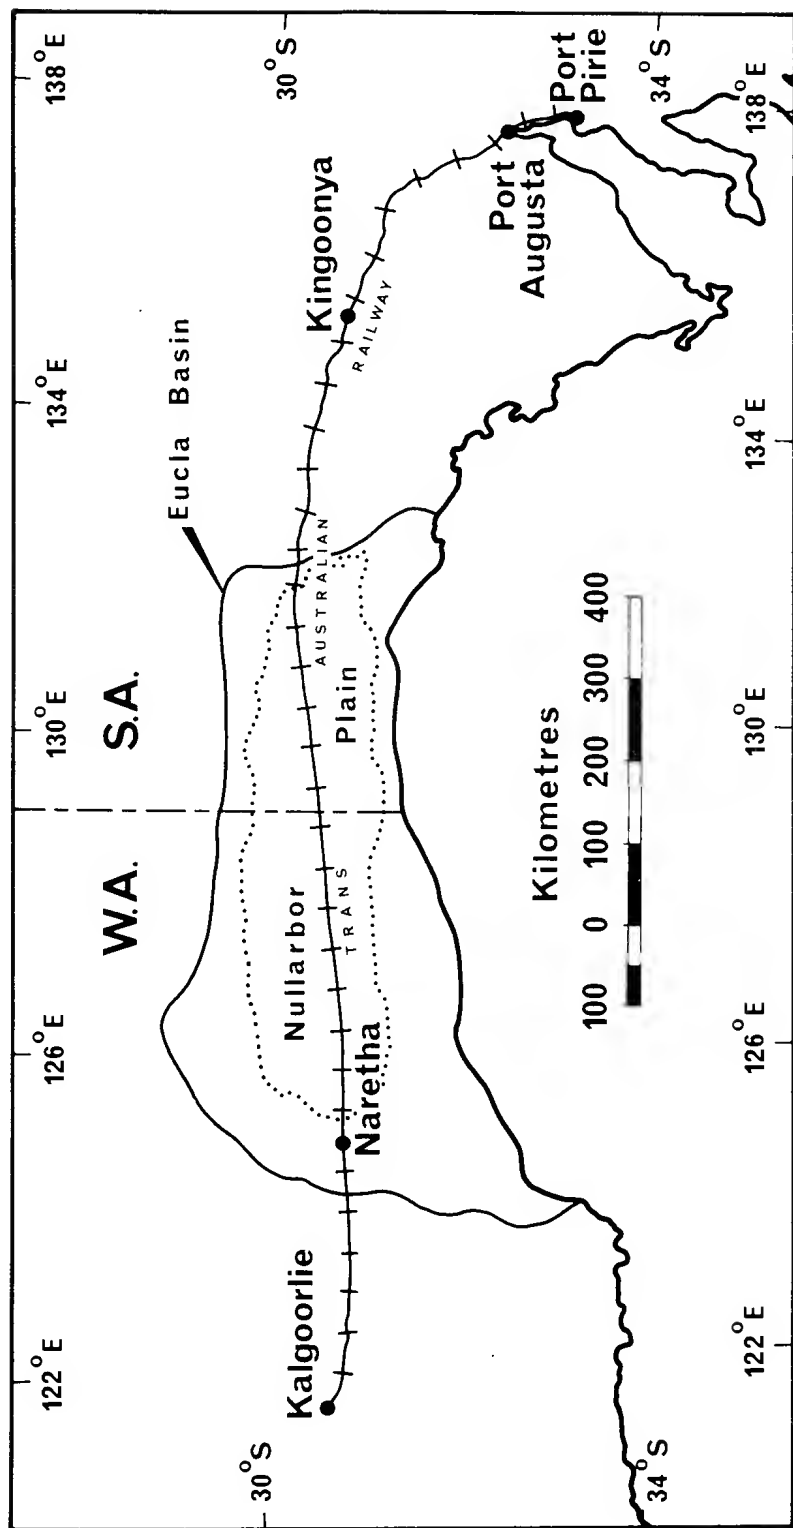 122°E
126°E
130°E
134°E
138°E
W.A.
S.A.
Eucla Basin
30°S
30°S
Kalgoorlie
Naretha
Nullarbor
Plain
TRANS
AUSTRALIAN
RAILWAY
Kingoonya
Port
Augusta
Port
Pirie
Kilometres
100 0 100 200 300 400
34°S
34°S
122°E
126°E
130°E
134°E
138°E